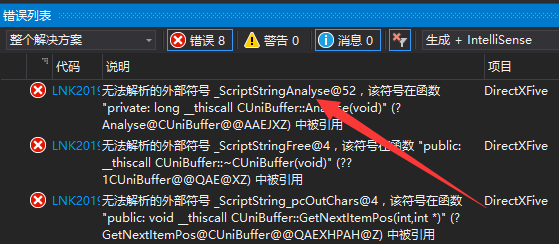 错误列表
整个解决方案
错误 8
警告 0
消息 0
生成 + IntelliSense
代码 说明 项目
LNK2019 无法解析的外部符号 _ScriptStringAnalyse@52，该符号在函数 DirectXFive
"private: long __thiscall CUniBuffer::Analyse(void)" (?
Analyse@CUniBuffer@@AAEJXZ) 中被引用
LNK2019 无法解析的外部符号 _ScriptStringFree@4，该符号在函数 "public: DirectXFive
__thiscall CUniBuffer::~CUniBuffer(void)" (??
1CUniBuffer@@QAE@XZ) 中被引用
LNK2019 无法解析的外部符号 _ScriptString_pcOutChars@4，该符号在函数 DirectXFive
"public: void __thiscall CUniBuffer::GetNextItemPos(int,int *)" (?
GetNextItemPos@CUniBuffer@@QAEXHPAH@Z) 中被引用